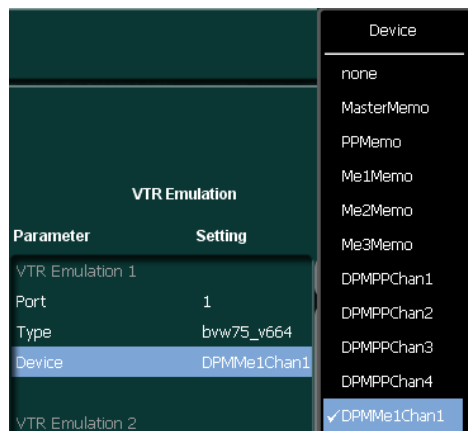 VTR Emulation
Parameter Setting
VTR Emulation 1
Port 1
Type bvw75_v664
Device DPMMe1Chan1
VTR Emulation 2
Device
none
MasterMemo
PPMemo
Me1Memo
Me2Memo
Me3Memo
DPMPPChan1
DPMPPChan2
DPMPPChan3
DPMPPChan4
✓DPMMe1Chan1